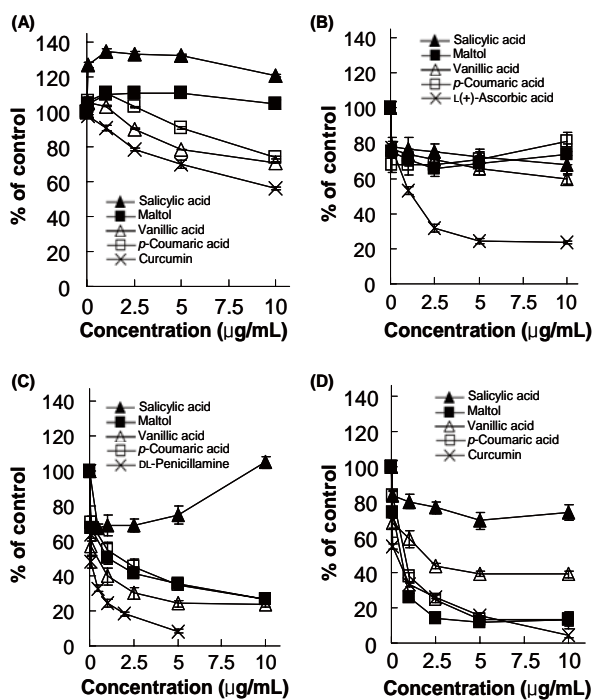 (A)
% of control
140
120
100
80
60
40
20
0
Salicylic acid
Maltol
Vanillic acid
p-Coumaric acid
Curcumin
0 2.5 5 7.5 10
Concentration (μg/mL)
(B)
% of control
140
120
100
80
60
40
20
0
Salicylic acid
Maltol
Vanillic acid
p-Coumaric acid
L(+)-Ascorbic acid
0 2.5 5 7.5 10
Concentration (μg/mL)
(C)
% of control
140
120
100
80
60
40
20
0
Salicylic acid
Maltol
Vanillic acid
p-Coumaric acid
DL-Penicillamine
0 2.5 5 7.5 10
Concentration (μg/mL)
(D)
% of control
140
120
100
80
60
40
20
0
Salicylic acid
Maltol
Vanillic acid
p-Coumaric acid
Curcumin
0 2.5 5 7.5 10
Concentration (μg/mL)